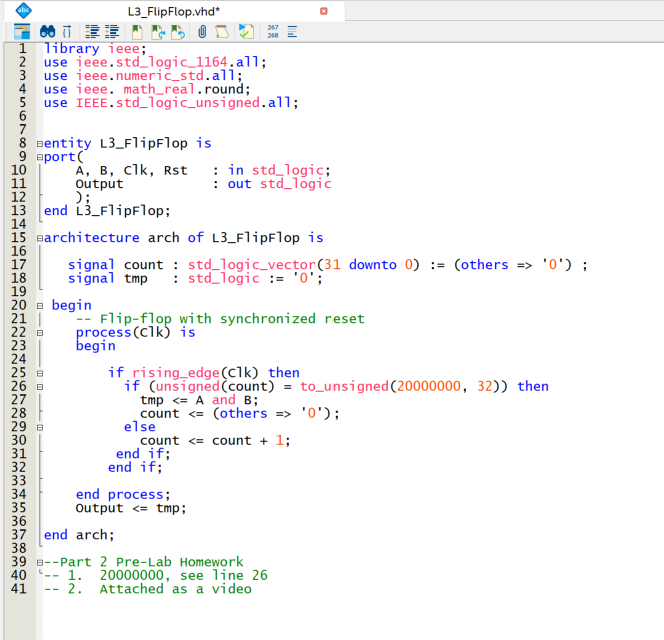 abc L3_FlipFlop.vhd*
267
268
1 library ieee;
2 use ieee.std_logic_1164.all;
3 use ieee.numeric_std.all;
4 use ieee. math_real.round;
5 use IEEE.std_logic_unsigned.all;
6
7
8 entity L3_FlipFlop is
9 port(
10 A, B, Clk, Rst : in std_logic;
11 Output : out std_logic
12 );
13 end L3_FlipFlop;
14
15 architecture arch of L3_FlipFlop is
16
17 signal count : std_logic_vector(31 downto 0) := (others => '0') ;
18 signal tmp : std_logic := '0';
19
20 begin
21 -- Flip-flop with synchronized reset
22 process(Clk) is
23 begin
24
25 if rising_edge(Clk) then
26 if (unsigned(count) = to_unsigned(20000000, 32)) then
27 tmp <= A and B;
28 count <= (others => '0');
29 else
30 count <= count + 1;
31 end if;
32 end if;
33
34 end process;
35 Output <= tmp;
36
37 end arch;
38
39 --Part 2 Pre-Lab Homework
40 -- 1. 20000000, see line 26
41 -- 2. Attached as a video